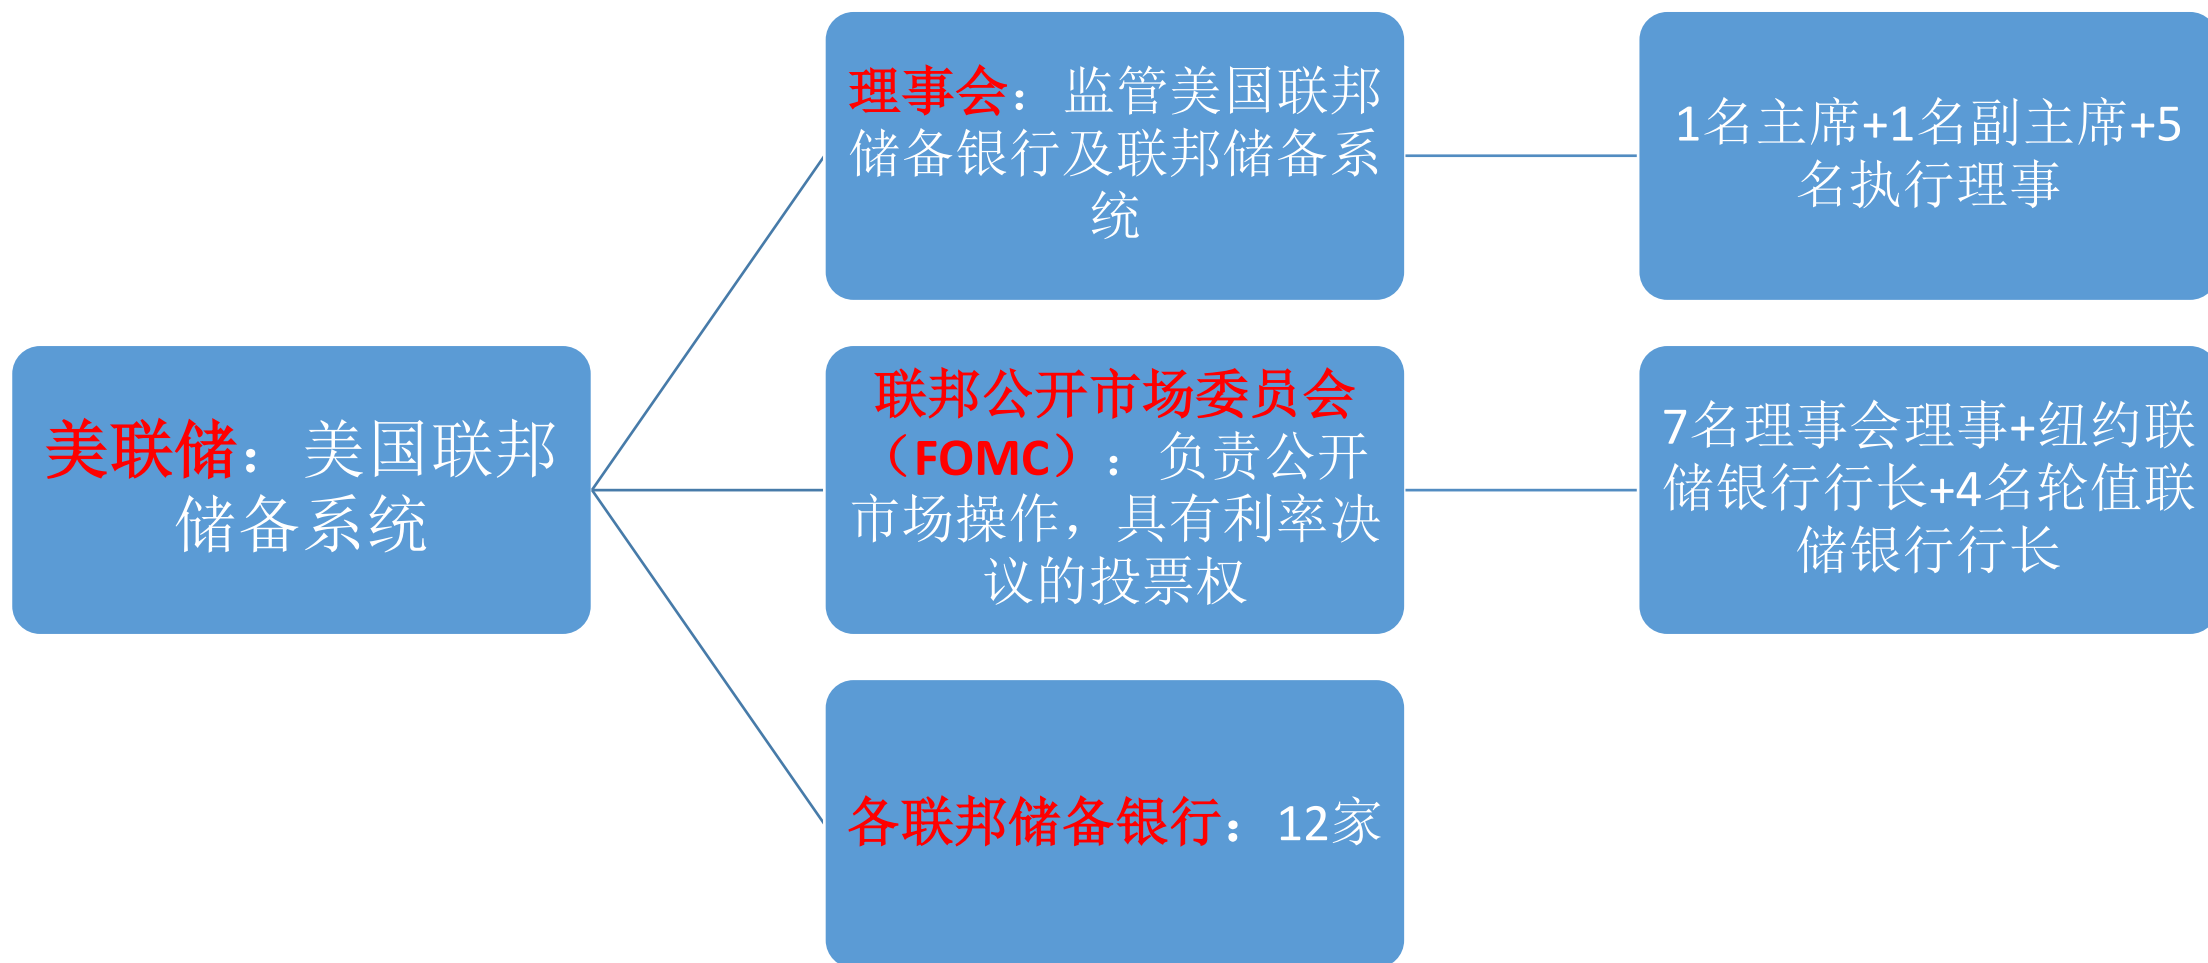 美联储：美国联邦
储备系统
理事会：监管美国联邦
储备银行及联邦储备系
统
1名主席+1名副主席+5
名执行理事
联邦公开市场委员会
（FOMC）：负责公开
市场操作，具有利率决
议的投票权
7名理事会理事+纽约联
储银行行长+4名轮值联
储银行行长
各联邦储备银行：12家